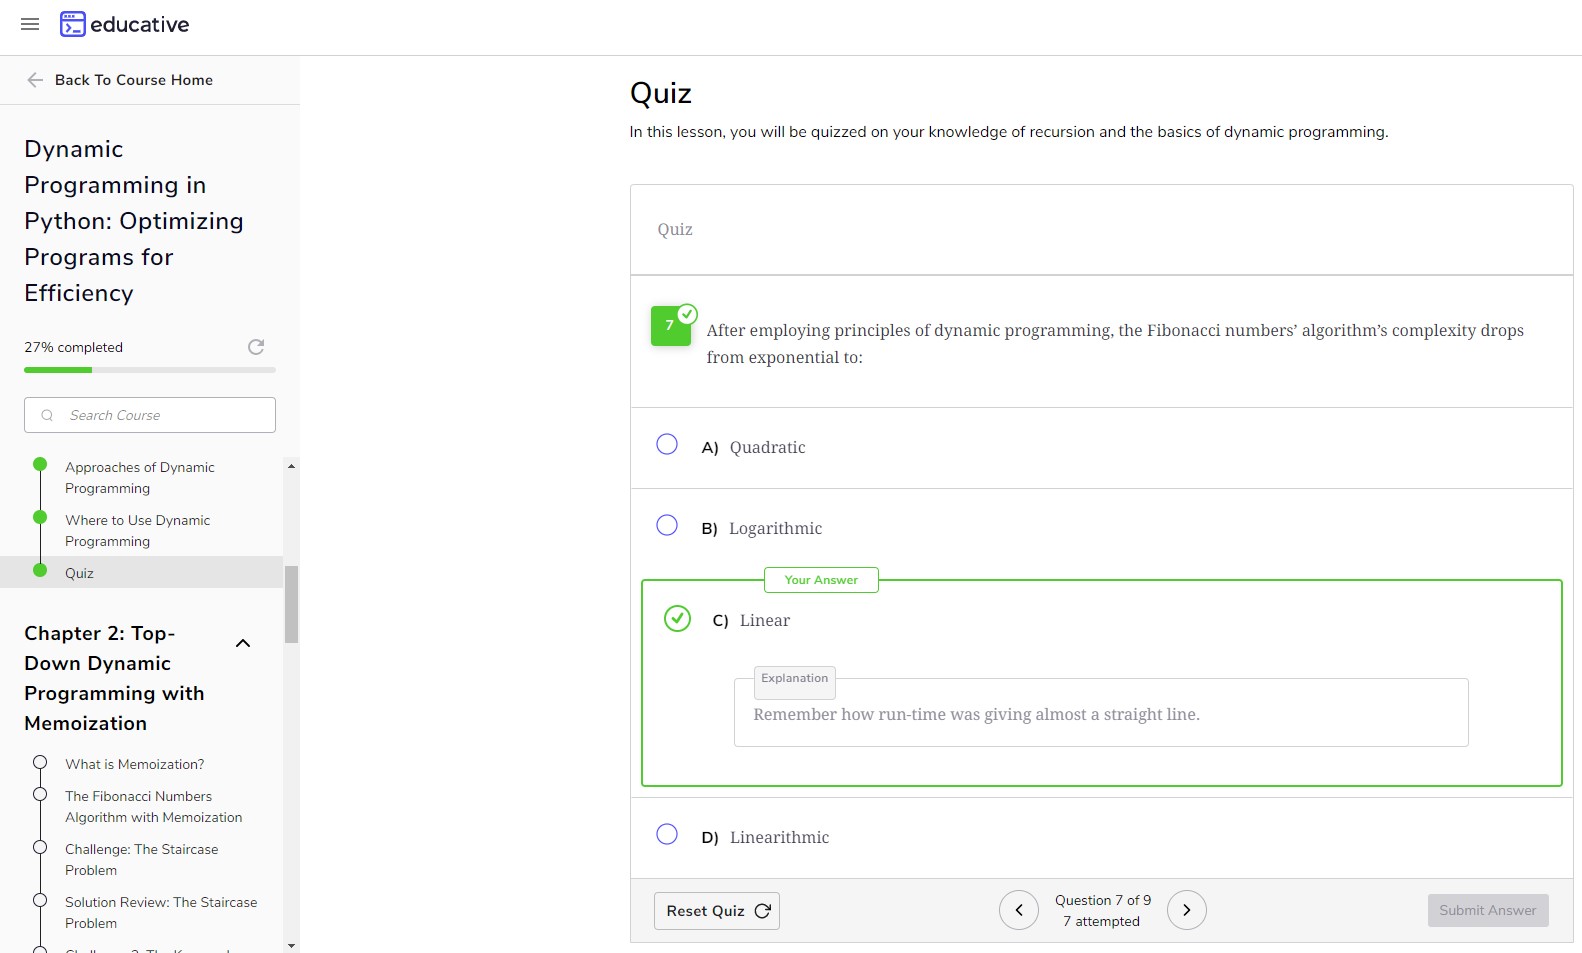 educative
Back To Course Home
Dynamic
Programming in
Python: Optimizing
Programs for
Efficiency
27% completed
Search Course
Approaches of Dynamic
Programming
Where to Use Dynamic
Programming
Quiz
Chapter 2: Top-
Down Dynamic
Programming with
Memoization
What is Memoization?
The Fibonacci Numbers
Algorithm with Memoization
Challenge: The Staircase
Problem
Solution Review: The Staircase
Problem
Quiz
In this lesson, you will be quizzed on your knowledge of recursion and the basics of dynamic programming.
Quiz
7
After employing principles of dynamic programming, the Fibonacci numbers’ algorithm’s complexity drops
from exponential to:
A) Quadratic
B) Logarithmic
Your Answer
C) Linear
Explanation
Remember how run-time was giving almost a straight line.
D) Linearithmic
Reset Quiz
Question 7 of 9
7 attempted
Submit Answer